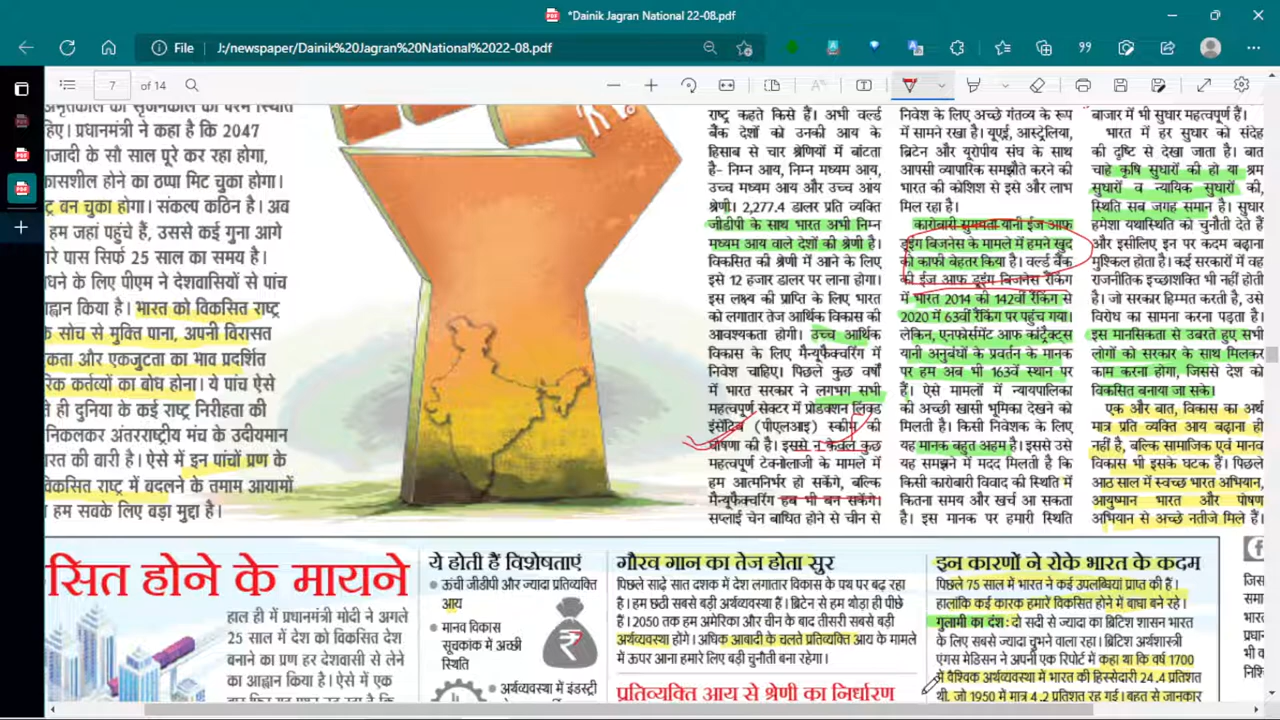 *Dainik Jagran National 22-08.pdf
File J:/newspaper/Dainik%20Jagran%20National%2022-08.pdf
7 of 14
अमृतकाल की सृजनकाल की चरम स्थिति
हिए। प्रधानमंत्री ने कहा है कि 2047
जादी के सौ साल पूरे कर रहा होगा,
कासशील होने का ठप्पा मिट चुका होगा।
ट्र बन चुका होगा। संकल्प कठिन है। अब
हम जहां पहुंचे हैं, उससे कई गुना आगे
रे पास सिर्फ 25 साल का समय है।
धने के लिए पीएम ने देशवासियों से पांच
आह्वान किया है। भारत को विकसित राष्ट्र
के सोच से मुक्ति पाना, अपनी विरासत
कता और एकजुटता का भाव प्रदर्शित
रिक कर्तव्यों का बोध होना। ये पांच ऐसे
ते ही दुनिया के कई राष्ट्र निरीहता की
निकलकर अंतरराष्ट्रीय मंच के उदीयमान
रत की बारी है। ऐसे में इन पांचों प्रण के
विकसित राष्ट्र में बदलने के तमाम आयामों
हम सबके लिए बड़ा मुद्दा है।
राष्ट्र कहते किसे हैं। अभी वर्ल्ड
बैंक देशों को उनकी आय के
हिसाब से चार श्रेणियों में बांटता
है- निम्न आय, निम्न मध्यम आय,
उच्च मध्यम आय और उच्च आय
श्रेणी। 2,277.4 डालर प्रति व्यक्ति
जीडीपी के साथ भारत अभी निम्न
मध्यम आय वाले देशों की श्रेणी है।
विकसित की श्रेणी में आने के लिए
इसे 12 हजार डालर पर लाना होगा।
इस लक्ष्य की प्राप्ति के लिए भारत
को लगातार तेज आर्थिक विकास की
आवश्यकता होगी। उच्च आर्थिक
विकास के लिए मैन्यूफैक्चरिंग में
निवेश चाहिए। पिछले कुछ वर्षों
में भारत सरकार ने लगभग सभी
महत्वपूर्ण सेक्टर में प्रोडक्शन लिंक्ड
इंसेंटिव (पीएलआइ) स्कीम की
घोषणा की है। इससे न केवल कुछ
महत्वपूर्ण टेक्नोलाजी के मामले में
हम आत्मनिर्भर हो सकेंगे, बल्कि
मैन्यूफैक्चरिंग हब भी बन सकेंगे।
सप्लाई चेन बाधित होने से चीन से
निवेश के लिए अच्छे गंतव्य के रूप
में सामने रखा है। यूएई, आस्ट्रेलिया,
ब्रिटेन और यूरोपीय संघ के साथ
आपसी व्यापारिक समझौते करने की
भारत की कोशिश से इसे और लाभ
मिल रहा है।
कारोबारी सुगमता यानी ईज आफ
डूइंग बिजनेस के मामले में हमने खुद
को काफी बेहतर किया है। वर्ल्ड बैंक
की ईज आफ डूइंग बिजनेस रैंकिंग
में भारत 2014 की 142वीं रैंकिंग से
2020 में 63वीं रैंकिंग पर पहुंच गया।
लेकिन, एनफोर्समेंट आफ कांट्रैक्ट्स
यानी अनुबंधों के प्रवर्तन के मानक
पर हम अब भी 163वें स्थान पर
हैं। ऐसे मामलों में न्यायपालिका
की अच्छी खासी भूमिका देखने को
मिलती है। किसी निवेशक के लिए
यह मानक बहुत अहम है। इससे उसे
यह समझने में मदद मिलती है कि
किसी कारोबारी विवाद की स्थिति में
कितना समय और खर्च आ सकता
है। इस मानक पर हमारी स्थिति
बाजार में भी सुधार महत्वपूर्ण हैं।
भारत में हर सुधार को संदेह
की दृष्टि से देखा जाता है। बात
चाहे कृषि सुधारों की हो या श्रम
सुधारों व न्यायिक सुधारों की,
स्थिति सब जगह समान है। सुधार
हमेशा यथास्थिति को चुनौती देते हैं
और इसीलिए इन पर कदम बढ़ाना
मुश्किल होता है। कई सरकारों में वह
राजनीतिक इच्छाशक्ति भी नहीं होती
है। जो सरकार हिम्मत करती है, उसे
विरोध का सामना करना पड़ता है।
इस मानसिकता से उबरते हुए सभी
लोगों को सरकार के साथ मिलकर
काम करना होगा, जिससे देश को
विकसित बनाया जा सके।
एक और बात, विकास का अर्थ
मात्र प्रति व्यक्ति आय बढ़ाना ही
नहीं है, बल्कि सामाजिक एवं मानव
विकास भी इसके घटक हैं। पिछले
आठ साल में स्वच्छ भारत अभियान,
आयुष्मान भारत और पोषण
अभियान से अच्छे नतीजे मिले हैं।
सित होने के मायने
हाल ही में प्रधानमंत्री मोदी ने अगले
25 साल में देश को विकसित देश
बनाने का प्रण हर देशवासी से लेने
का आह्वान किया है। ऐसे में एक
ये होती हैं विशेषताएं
ऊंची जीडीपी और ज्यादा प्रतिव्यक्ति
आय
मानव विकास
सूचकाक में अच्छी
स्थिति
अर्थव्यवस्था में इंडस्ट्री
गौरव गान का तेज होता सुर
पिछले साढ़े सात दशक में देश लगातार विकास के पथ पर बढ़ रहा
है। हम छठी सबसे बड़ी अर्थव्यवस्था हैं। ब्रिटेन से हम थोड़ा ही पीछे
हैं। 2050 तक हम अमेरिका और चीन के बाद तीसरी सबसे बड़ी
अर्थव्यवस्था होंगे। अधिक आबादी के चलते प्रतिव्यक्ति आय के मामले
में ऊपर आना हमारे लिए बड़ी चुनौती बना रहेगा।
प्रतिव्यक्ति आय से श्रेणी का निर्धारण
इन कारणों ने रोके भारत के कदम
पिछले 75 साल में भारत ने कई उपलब्धियां प्राप्त की हैं।
हालांकि कई कारक हमारे विकसित होने में बाधा बने रहे।
गुलामी का दंश: दो सदी से ज्यादा का ब्रिटिश शासन भारत
के लिए सबसे ज्यादा चुभने वाला रहा। ब्रिटिश अर्थशास्त्री
एंगस मेडिसन ने अपनी एक रिपोर्ट में कहा था कि वर्ष 1700
में वैश्विक अर्थव्यवस्था में भारत की हिस्सेदारी 24.4 प्रतिशत
थी, जो 1950 में मात्र 4.2 प्रतिशत रह गई। बहुत से जानकार